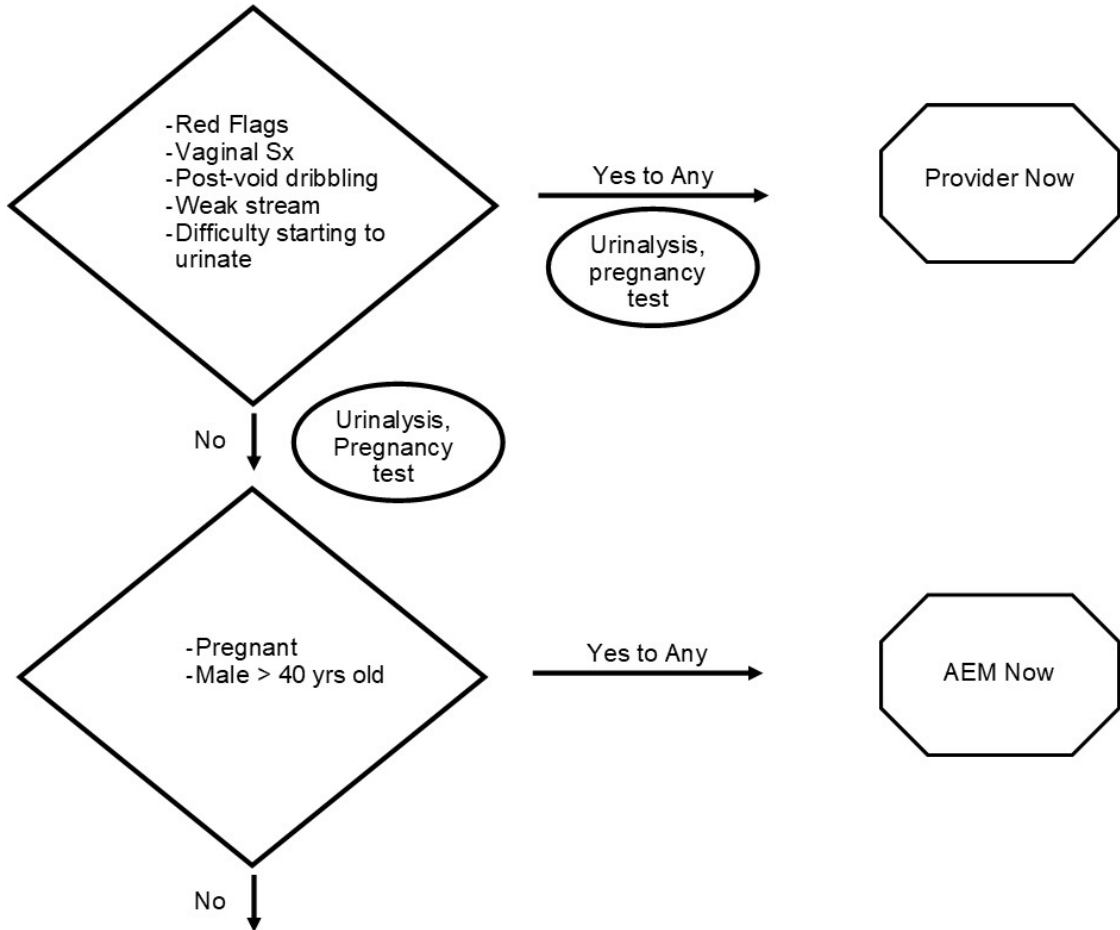 -Red Flags
-Vaginal Sx
-Post-void dribbling
-Weak stream
-Difficulty starting to
urinate
Yes to Any
Urinalysis,
pregnancy
test
Provider Now
No
Urinalysis,
Pregnancy
test
-Pregnant
-Male > 40 yrs old
Yes to Any
AEM Now
No